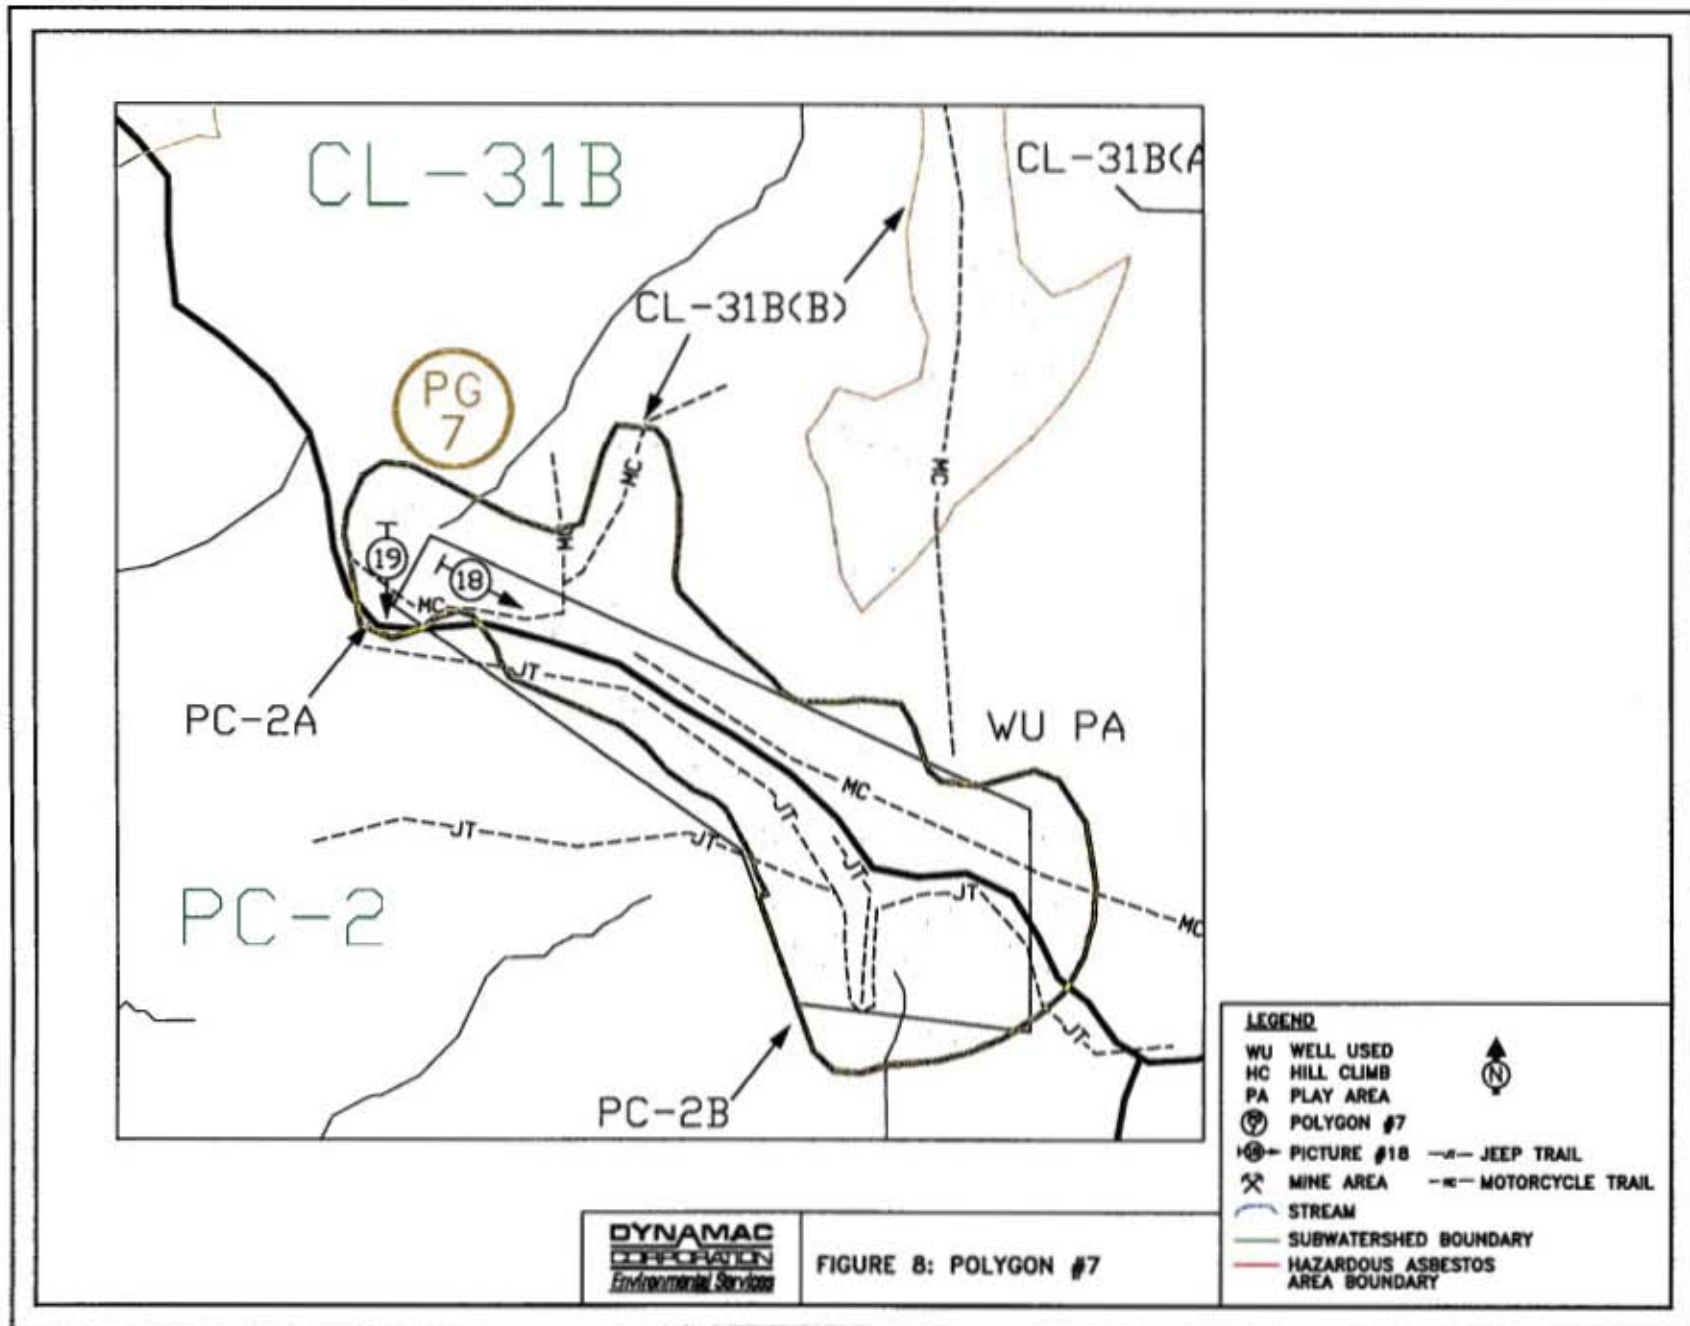 CL-31B
CL-31B(A
CL-31B(B)
PG
7
MC
MC
MC
19
18
MC
JT
PC-2A
WU PA
MC
JT
JT
JT
JT
JT
PC-2
MC
JT
PC-2B
LEGEND
WU WELL USED
HC HILL CLIMB
PA PLAY AREA
POLYGON #7
PICTURE #18 JT JEEP TRAIL
MINE AREA MC MOTORCYCLE TRAIL
STREAM
SUBWATERSHED BOUNDARY
HAZARDOUS ASBESTOS
AREA BOUNDARY
N
DYNAMAC
CORPORATION
Environmental Services
FIGURE 8: POLYGON #7